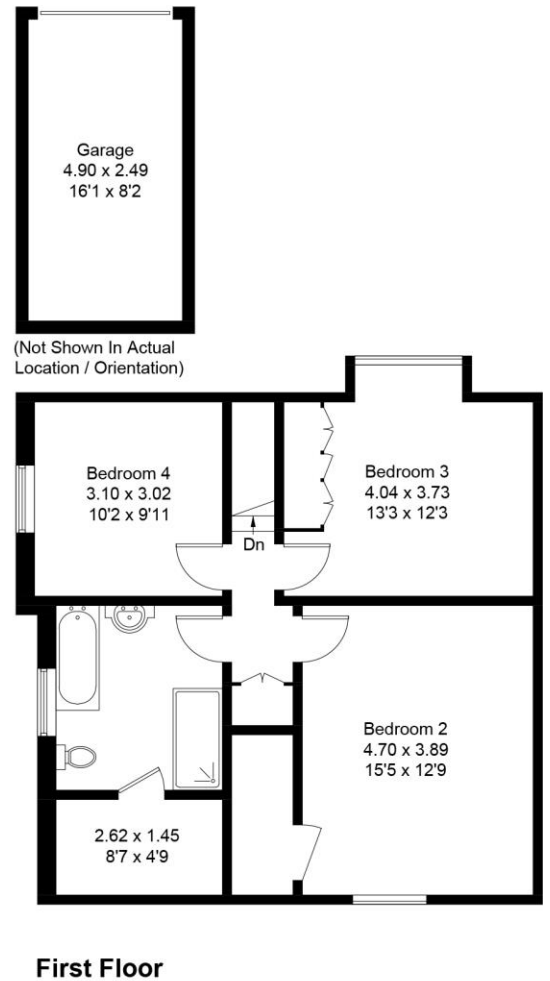 Garage
4.90 x 2.49
16'1 x 8'2
(Not Shown In Actual
Location / Orientation)
Bedroom 4
3.10 x 3.02
10'2 x 9'11
Dn
Bedroom 3
4.04 x 3.73
13'3 x 12'3
Bedroom 2
4.70 x 3.89
15'5 x 12'9
2.62 x 1.45
8'7 x 4'9
First Floor